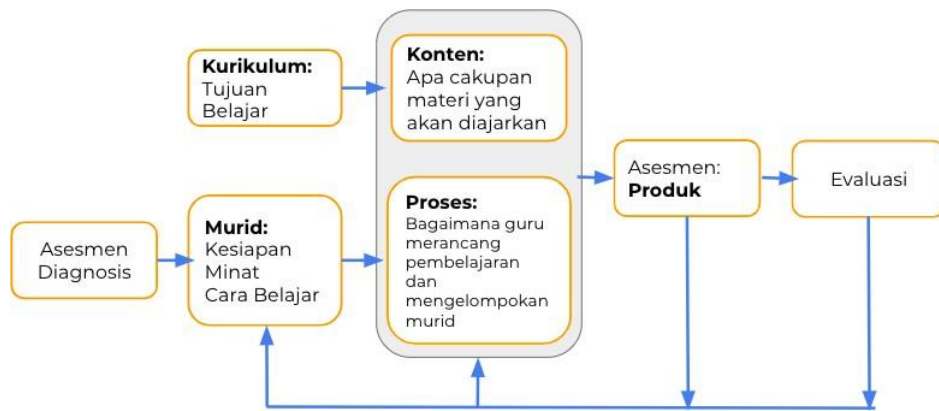 Kurikulum:
Tujuan
Belajar
Konten:
Apa cakupan
materi yang
akan diajarkan
Asesmen
Diagnosis
Murid:
Kesiapan
Minat
Cara Belajar
Proses:
Bagaimana guru
merancang
pembelajaran
dan
mengelompokan
murid
Asesmen:
Produk
Evaluasi